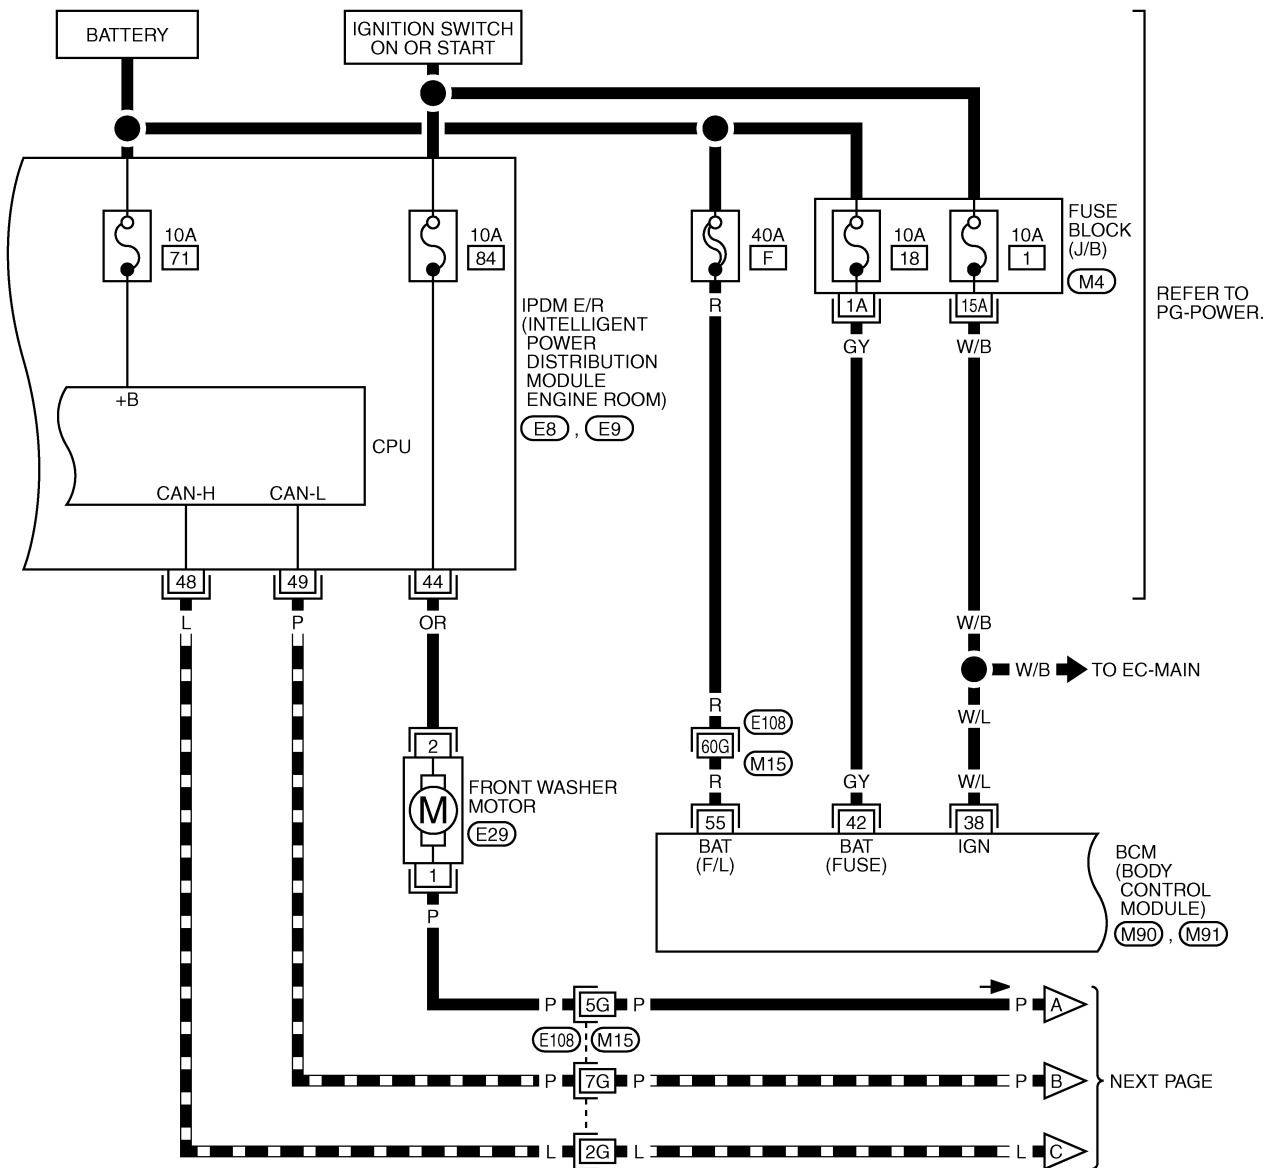 BATTERY
IGNITION SWITCH
ON OR START
10A
71
10A
84
40A
F
10A
18
10A
1
FUSE
BLOCK
(J/B)
M4
REFER TO
PG-POWER.
IPDM E/R
(INTELLIGENT
POWER
DISTRIBUTION
MODULE
ENGINE ROOM)
E8 , E9
R
1A
15A
GY
W/B
+B
CPU
CAN-H
CAN-L
48
49
44
L
P
OR
W/B
W/B
TO EC-MAIN
W/L
R
E108
60G
M15
R
GY
W/L
2
M
FRONT WASHER
MOTOR
E29
1
P
55
42
38
BAT
(F/L)
BAT
(FUSE)
IGN
BCM
(BODY
CONTROL
MODULE)
M90 , M91
P
5G
P
P
A
E108
M15
P
7G
P
P
B
NEXT PAGE
L
2G
L
L
C